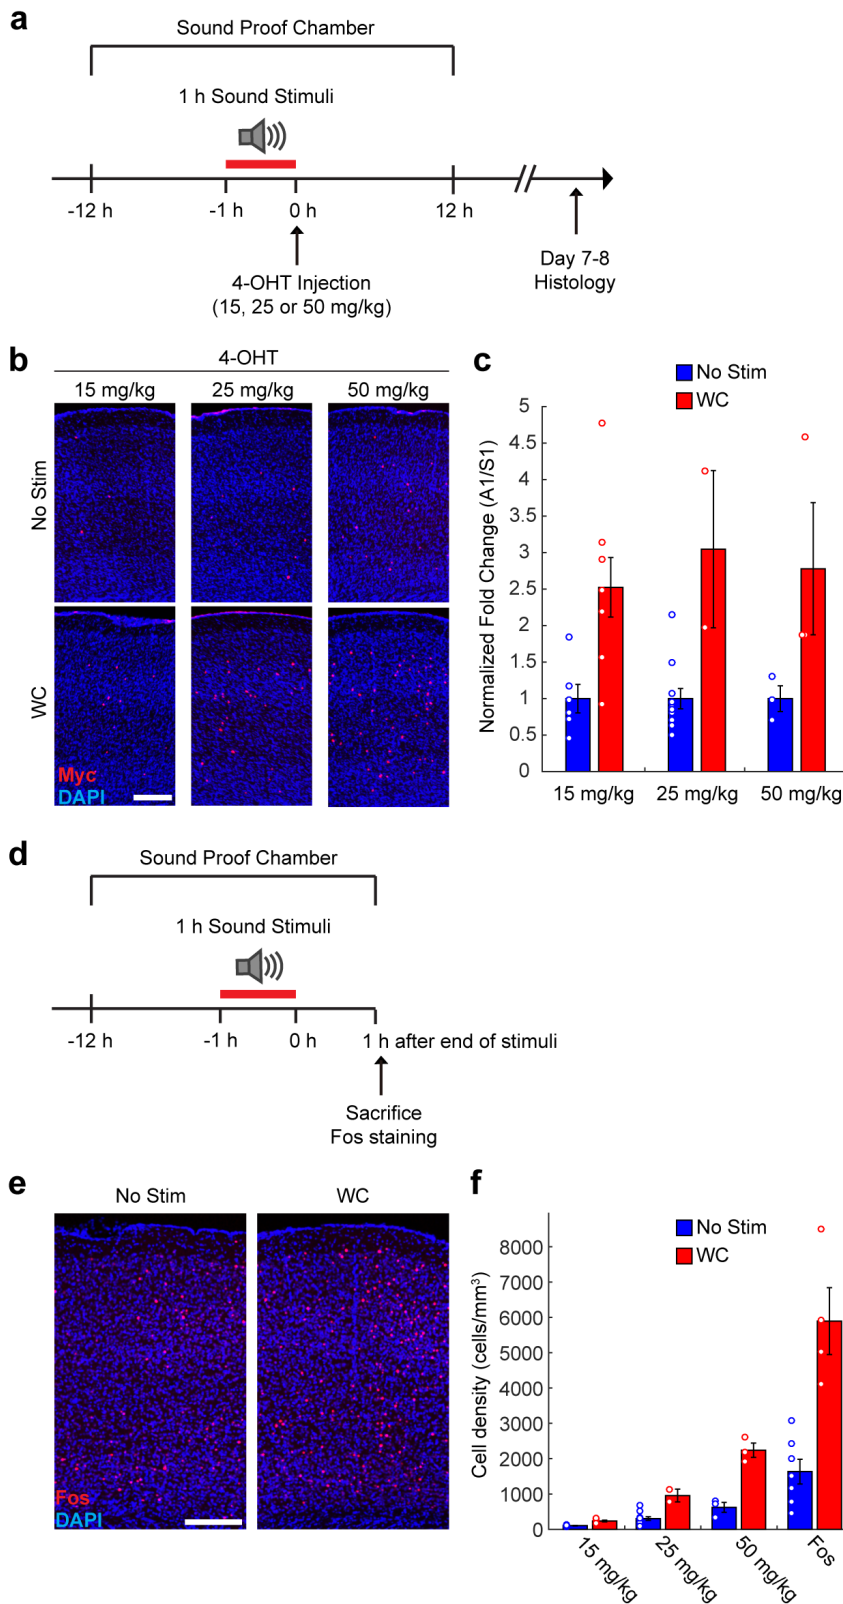 a
Sound Proof Chamber
1 h Sound Stimuli
-12 h
-1 h
0 h
12 h
4-OHT Injection
(15, 25 or 50 mg/kg)
Day 7-8
Histology
b
4-OHT
15 mg/kg
25 mg/kg
50 mg/kg
No Stim
WC
Myc
DAPI
c
No Stim
WC
Normalized Fold Change (A1/S1)
5
4.5
4
3.5
3
2.5
2
1.5
1
0.5
0
15 mg/kg
25 mg/kg
50 mg/kg
d
Sound Proof Chamber
1 h Sound Stimuli
-12 h
-1 h
0 h
1 h after end of stimuli
Sacrifice
Fos staining
e
No Stim
WC
Fos
DAPI
f
No Stim
WC
Cell density (cells/mm³)
8000
7000
6000
5000
4000
3000
2000
1000
0
15 mg/kg
25 mg/kg
50 mg/kg
Fos